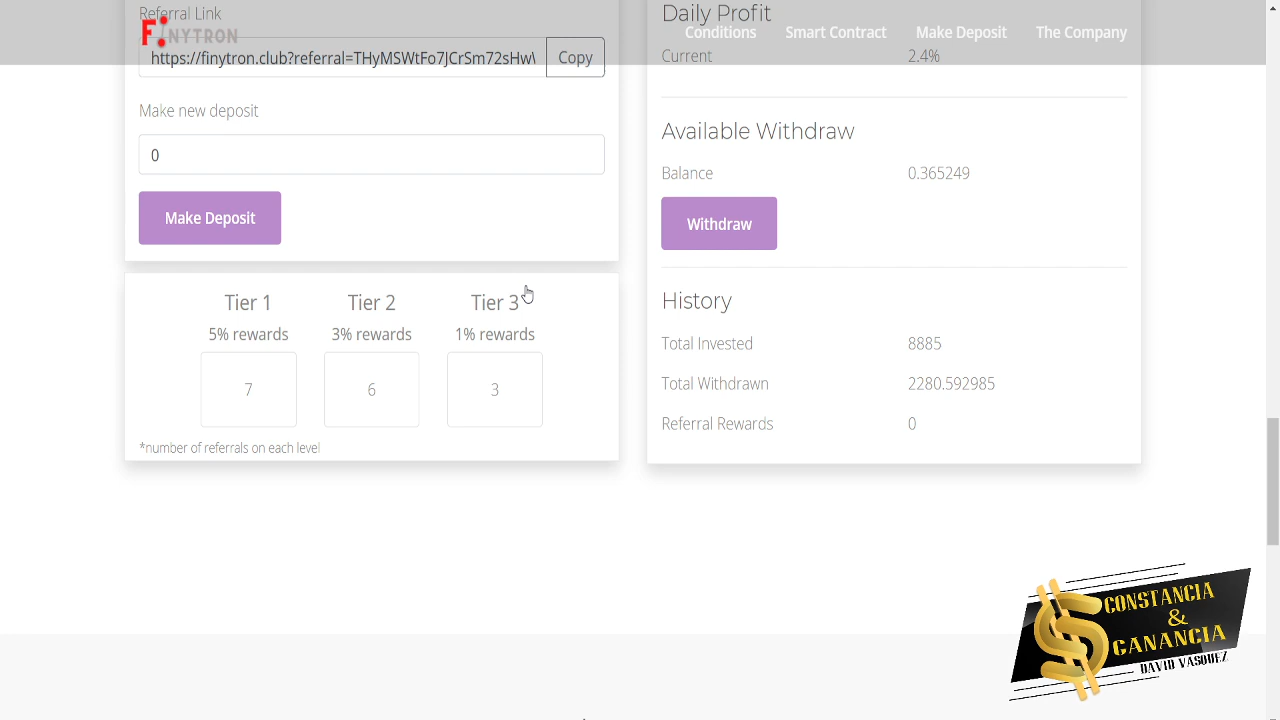 Referral Link
FINYTRON
Conditions
Smart Contract
Make Deposit
The Company
https://finytron.club?referral=THyMSWtFo7JCrSm72sHw
Copy
Make new deposit
0
Make Deposit
Tier 1
Tier 2
Tier 3
5% rewards
3% rewards
1% rewards
7
6
3
*number of referrals on each level
Daily Profit
Current
2.4%
Available Withdraw
Balance
0.365249
Withdraw
History
Total Invested
8885
Total Withdrawn
2280.592985
Referral Rewards
0
CONSTANCIA
&
GANANCIA
DAVID VASQUEZ